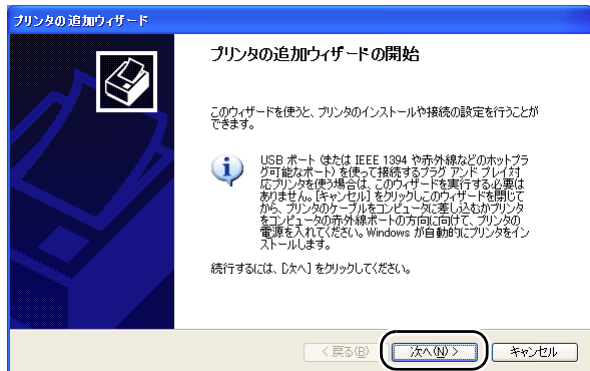 プリンタの追加ウィザード
プリンタの追加ウィザードの開始
このウィザードを使うと、プリンタのインストールや接続の設定を行うことが
できます。
USB ポート (または IEEE 1394 や赤外線などのホットプラ
グ可能なポート) を使って接続するプラグ アンド プレイ対
応プリンタを使う場合は、このウィザードを実行する必要は
ありません。[キャンセル] をクリックしこのウィザードを閉じて
から、プリンタのケーブルをコンピュータに差し込むかプリンタ
をコンピュータの赤外線ポートの方向に向けて、プリンタの
電源を入れてください。Windows が自動的にプリンタをイン
ストールします。
続行するには、[次へ] をクリックしてください。
< 戻る(B)
次へ(N) >
キャンセル